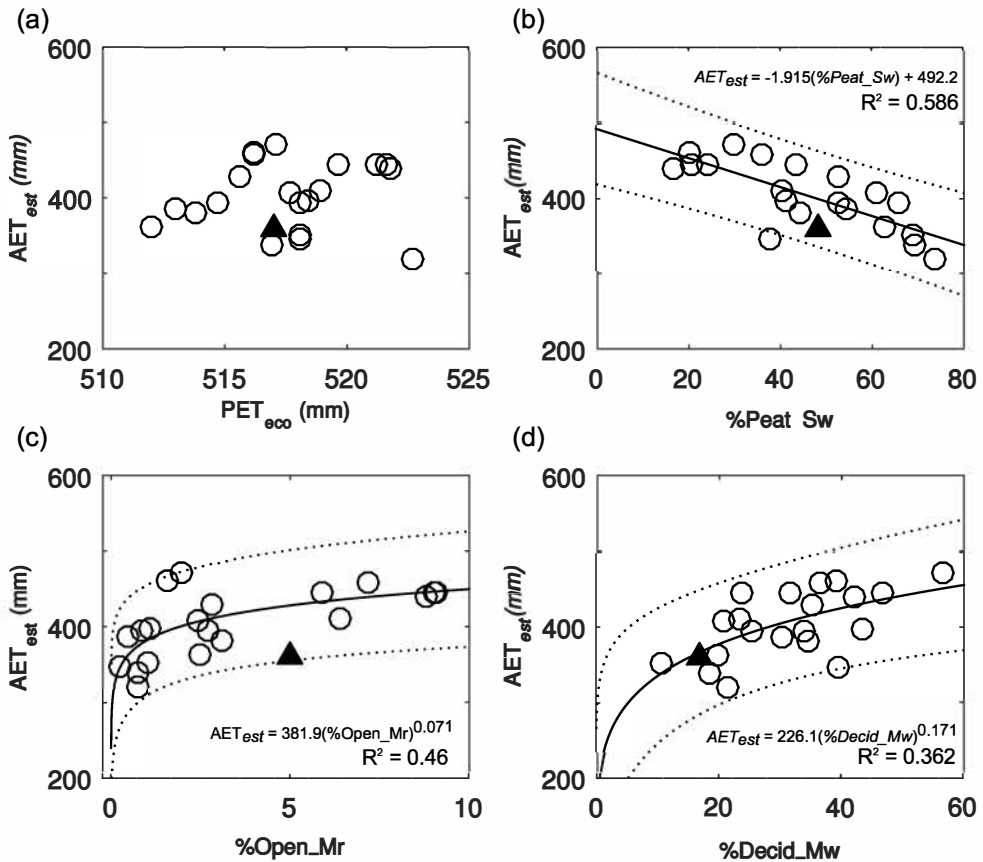 (a)
600
400
200
AET_est (mm)
510
515
520
525
PET_eco (mm)
(b)
600
400
200
AET_est (mm)
AET_est = -1.915(%Peat_Sw) + 492.2
R² = 0.586
0
20
40
60
80
%Peat Sw
(c)
600
400
200
AET_est (mm)
AET_est = 381.9(%Open_Mr)^0.071
R² = 0.46
0
5
10
%Open_Mr
(d)
600
400
200
AET_est (mm)
AET_est = 226.1(%Decid_Mw)^0.171
R² = 0.362
0
20
40
60
%Decid_Mw